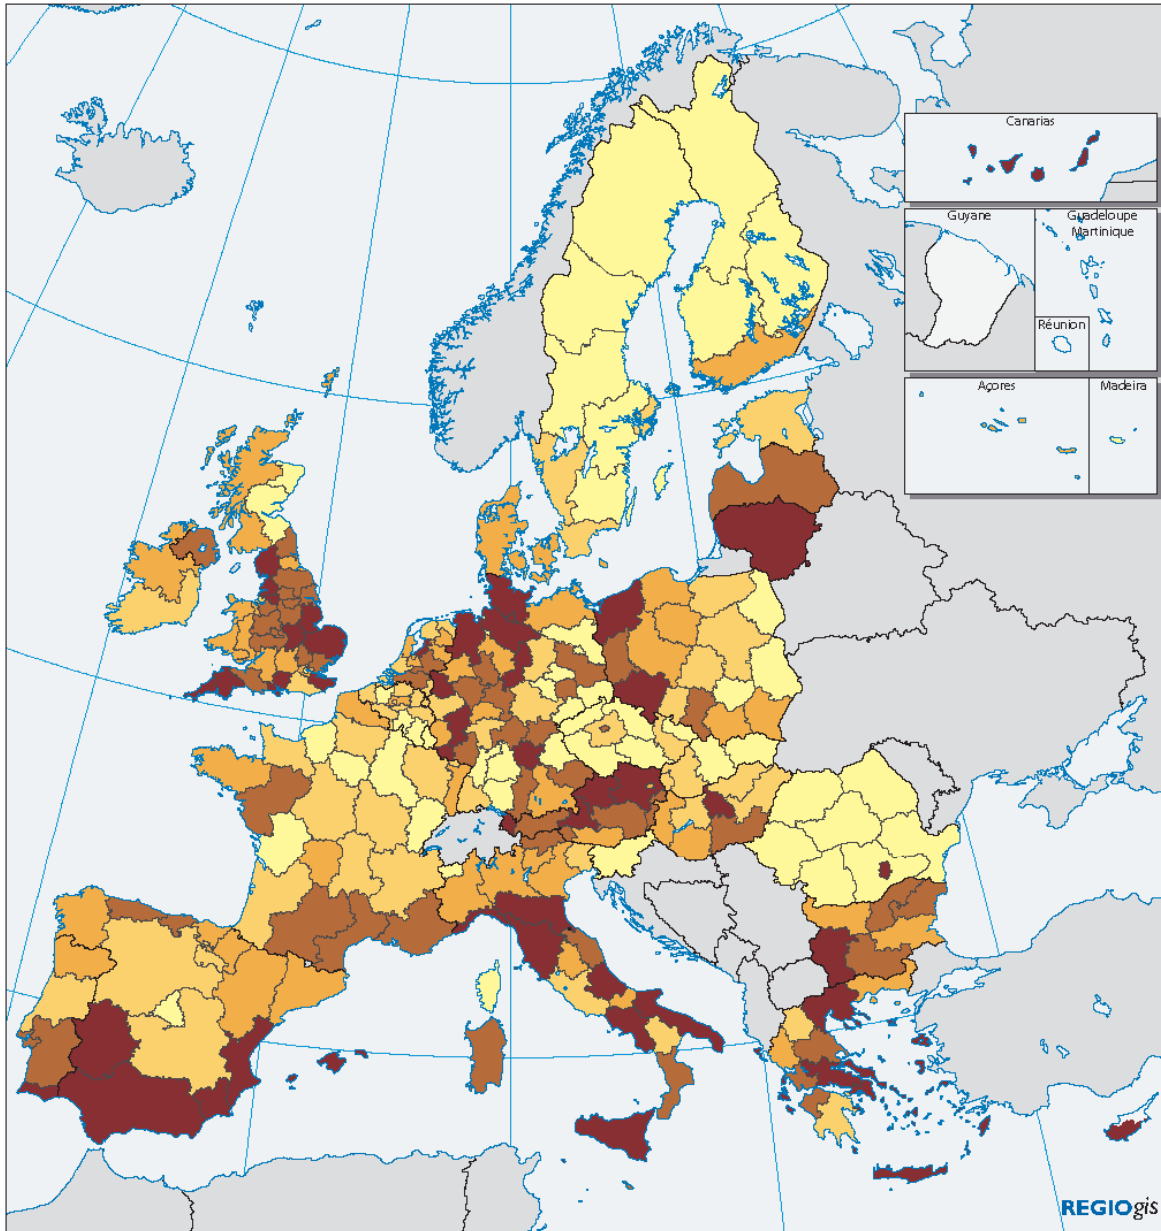 Canarias
Guyane
Guadeloupe
Martinique
Réunion
Açores
Madeira
REGIOgis